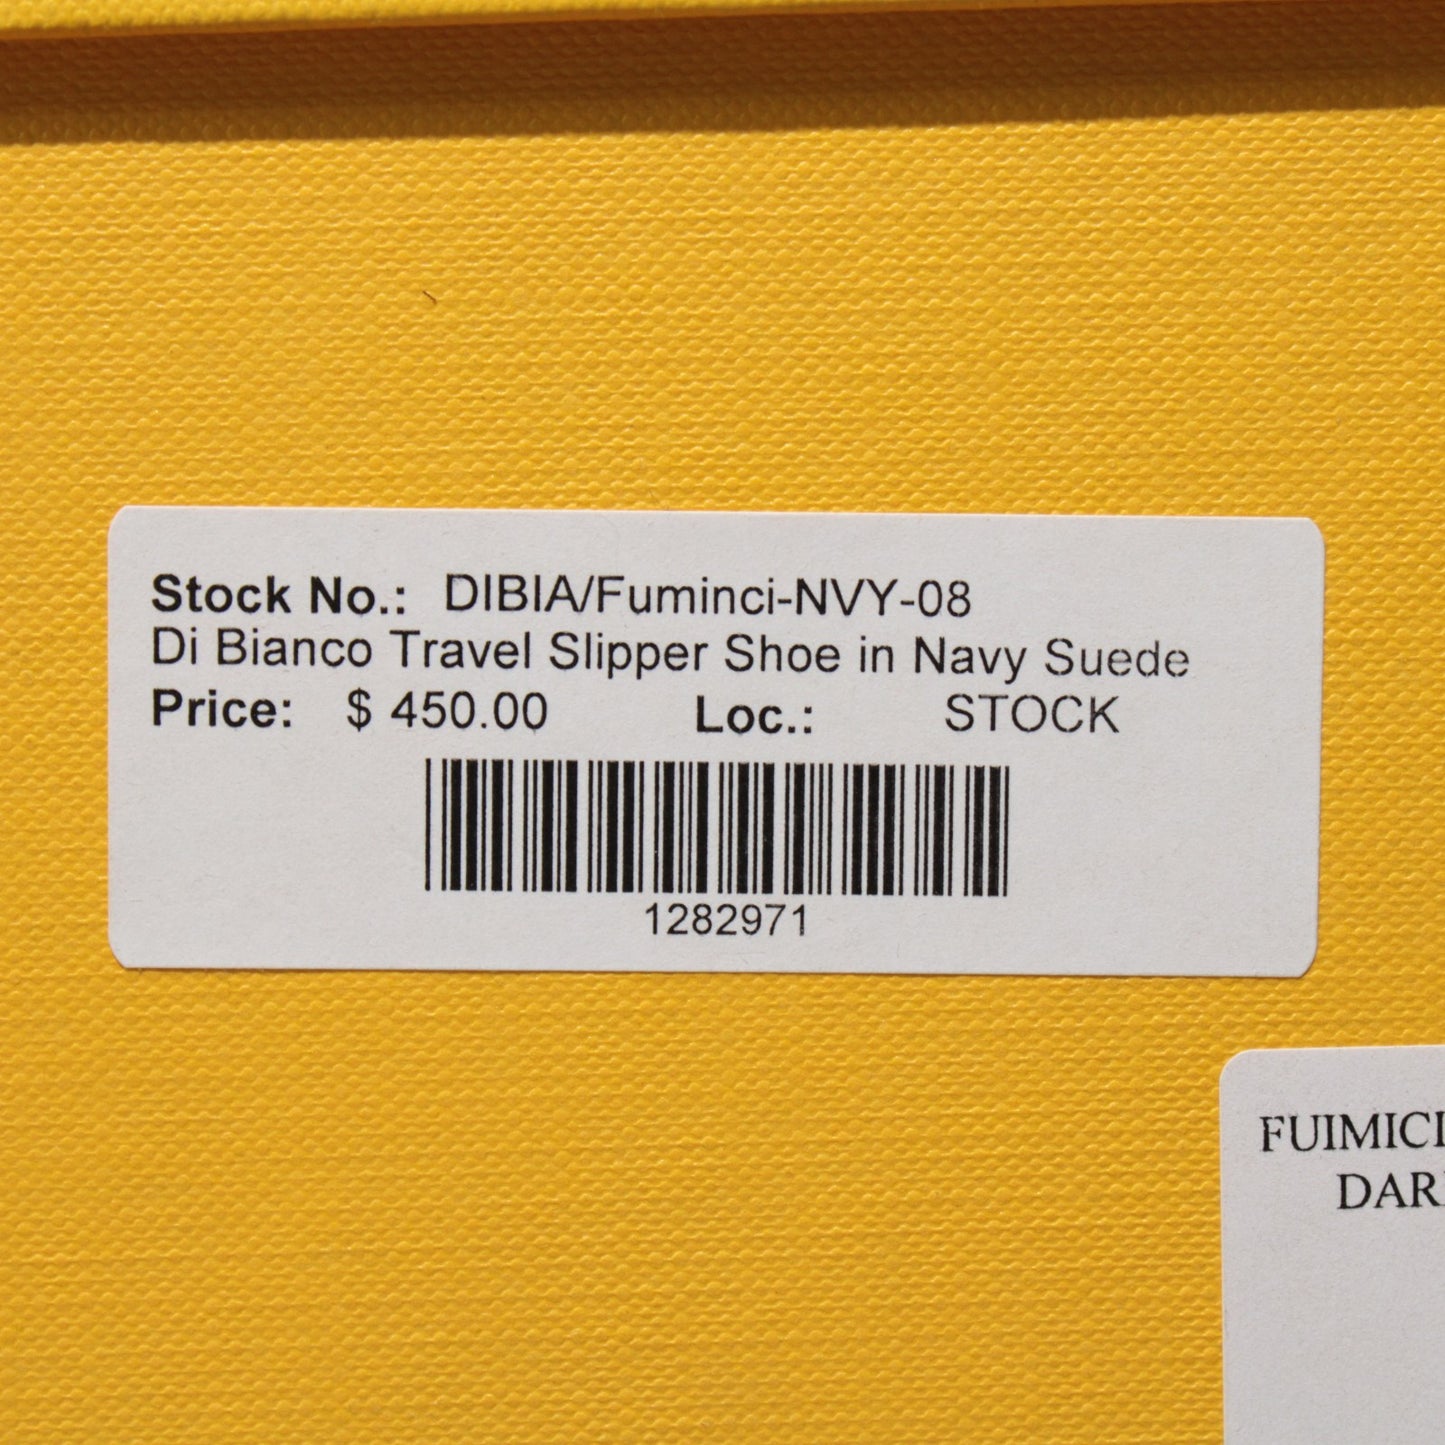 Stock No.: DIBIA/Fuminci-NVY-08
Di Bianco Travel Slipper Shoe in Navy Suede
Price: $ 450.00 Loc.: STOCK
1282971
FUIMICI